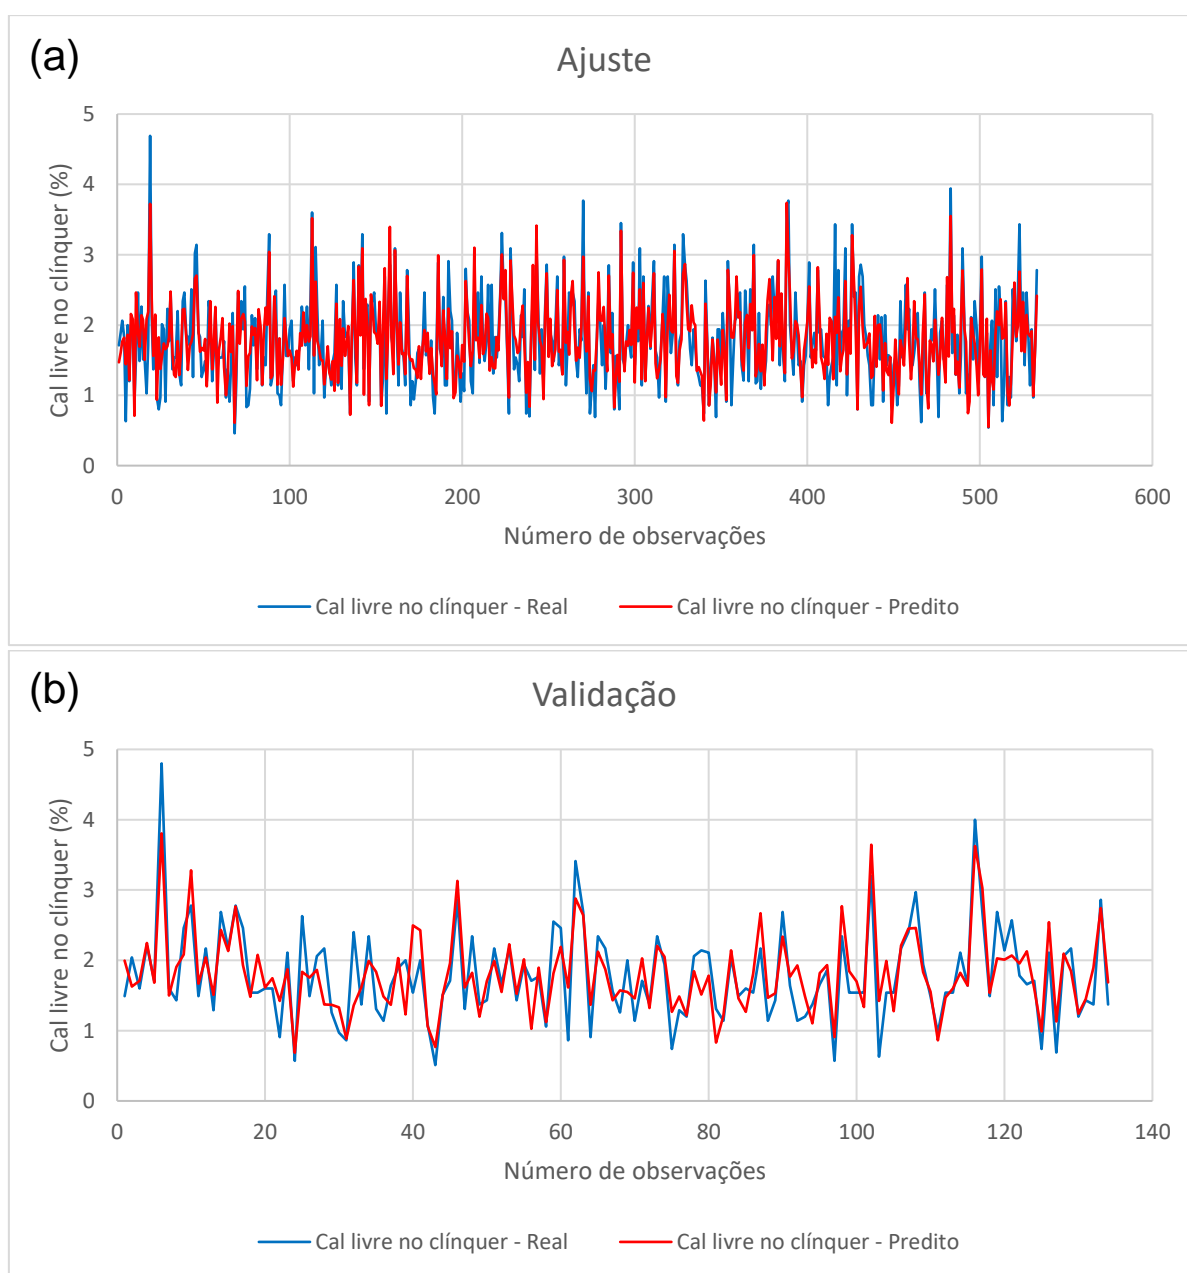 (a)
Ajuste
Cal livre no clínquer (%)
5
4
3
2
1
0
0 100 200 300 400 500 600
Número de observações
Cal livre no clínquer - Real Cal livre no clínquer - Predito
(b)
Validação
Cal livre no clínquer (%)
5
4
3
2
1
0
0 20 40 60 80 100 120 140
Número de observações
Cal livre no clínquer - Real Cal livre no clínquer - Predito